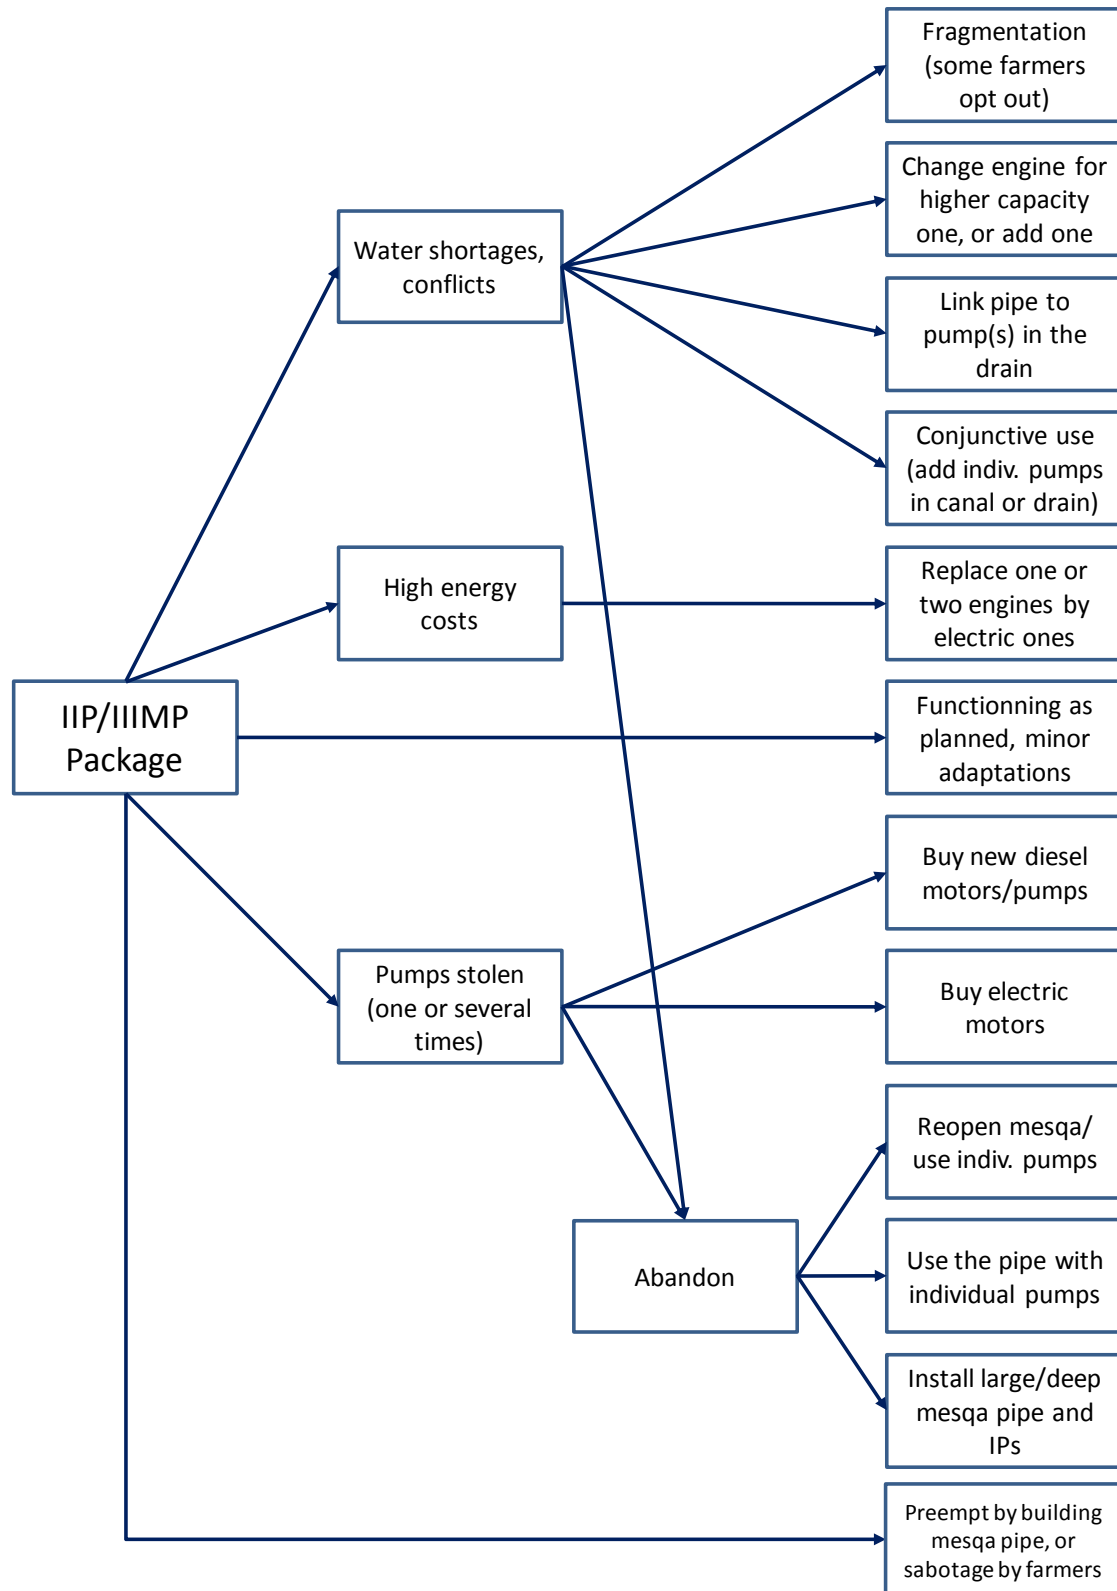 Fragmentation
(some farmers
opt out)
Change engine for
higher capacity
one, or add one
Water shortages,
conflicts
Link pipe to
pump(s) in the
drain
Conjunctive use
(add indiv. pumps
in canal or drain)
High energy
costs
Replace one or
two engines by
electric ones
IIP/IIIMP
Package
Functionning as
planned, minor
adaptations
Buy new diesel
motors/pumps
Pumps stolen
(one or several
times)
Buy electric
motors
Reopen mesqa/
use indiv. pumps
Abandon
Use the pipe with
individual pumps
Install large/deep
mesqa pipe and
IPs
Preempt by building
mesqa pipe, or
sabotage by farmers